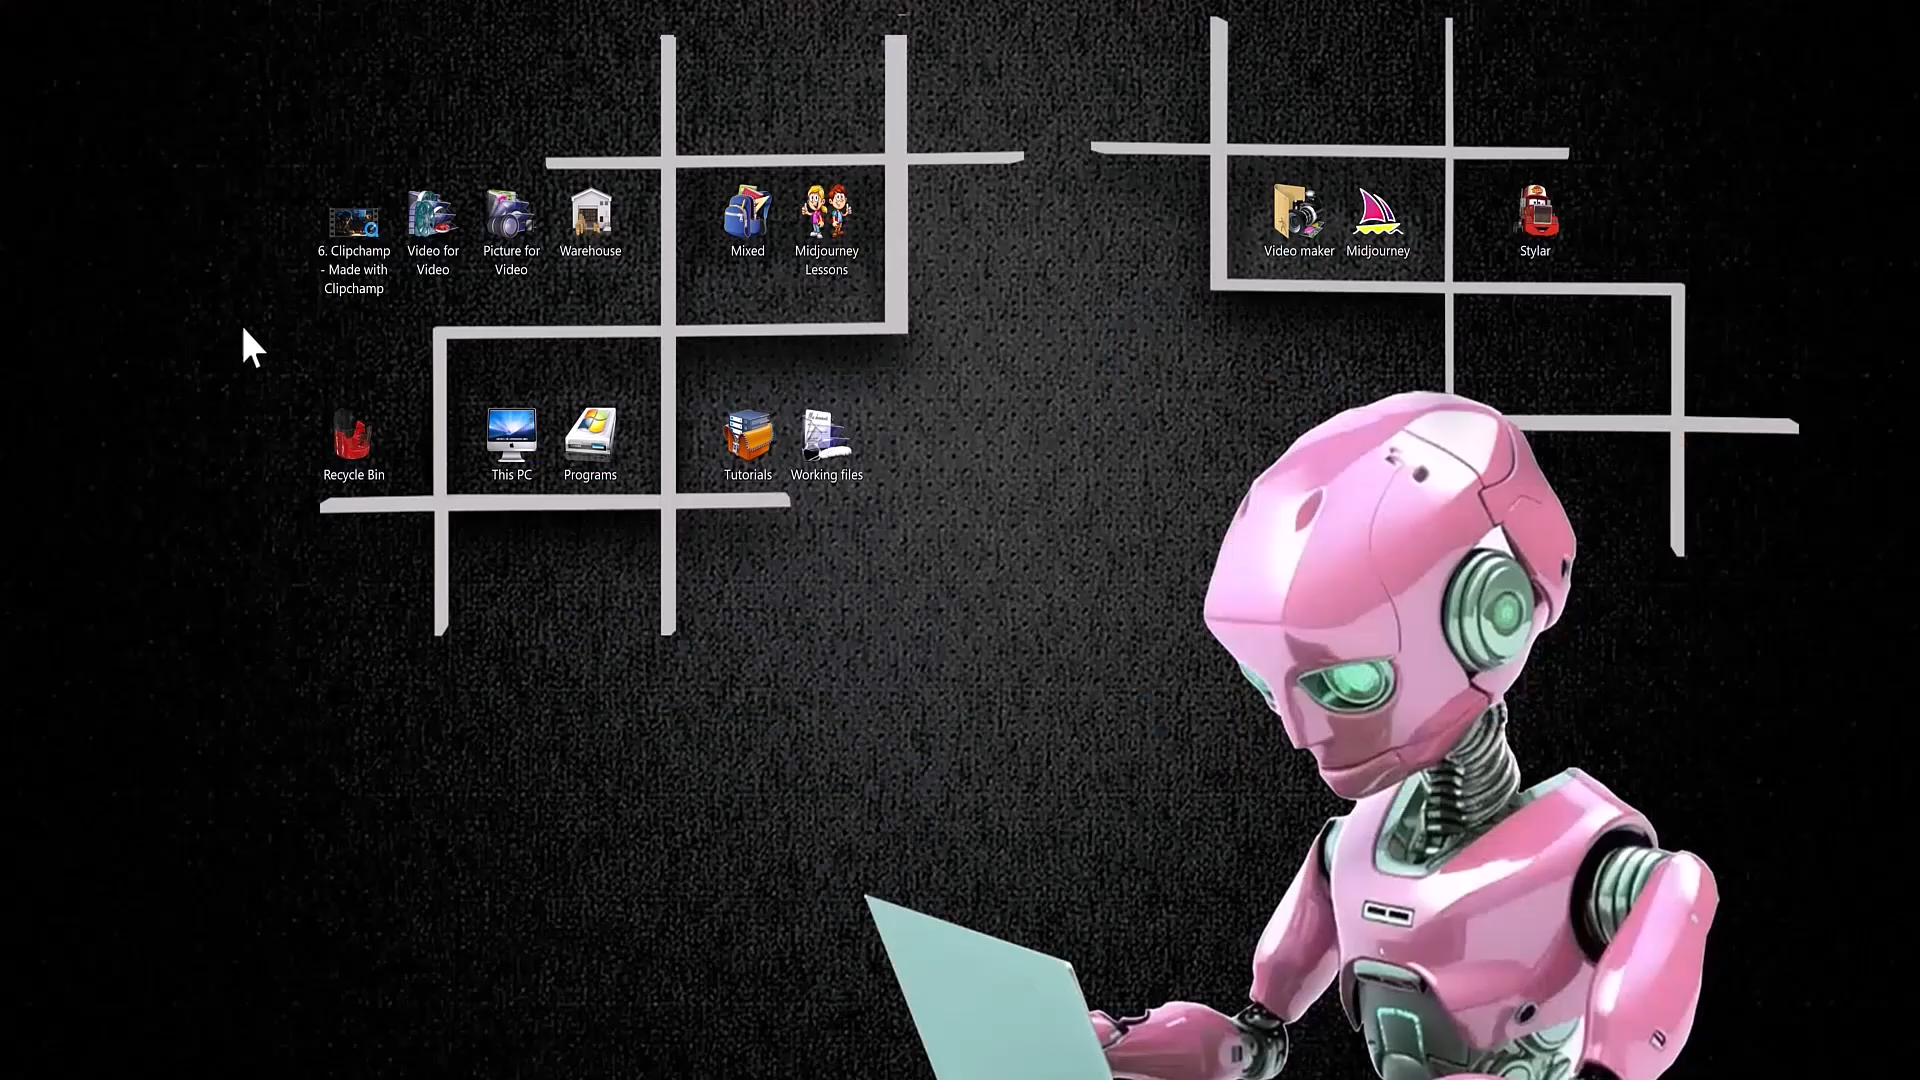 6. Clipchamp
- Made with
Clipchamp
Video for
Video
Picture for
Video
Warehouse
Mixed
Midjourney
Lessons
Video maker
Midjourney
Stylar
Recycle Bin
This PC
Programs
Tutorials
Working files